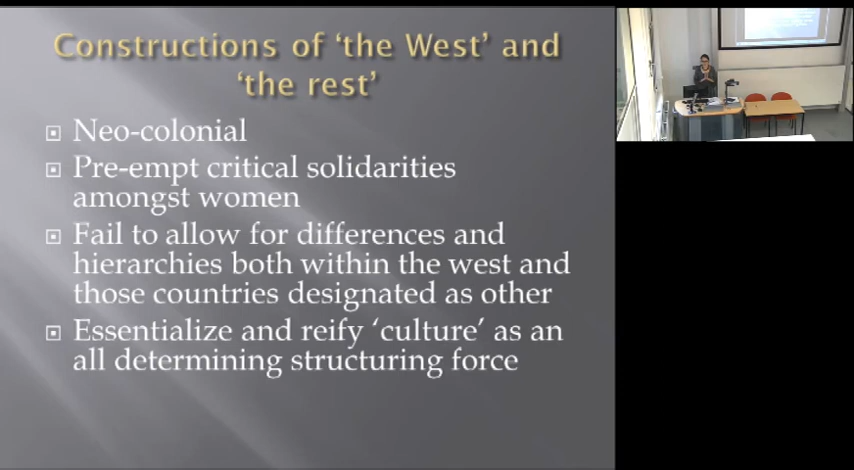 Constructions of ‘the West’ and
‘the rest’
Neo-colonial
Pre-empt critical solidarities
amongst women
Fail to allow for differences and
hierarchies both within the west and
those countries designated as other
Essentialize and reify ‘culture’ as an
all determining structuring force